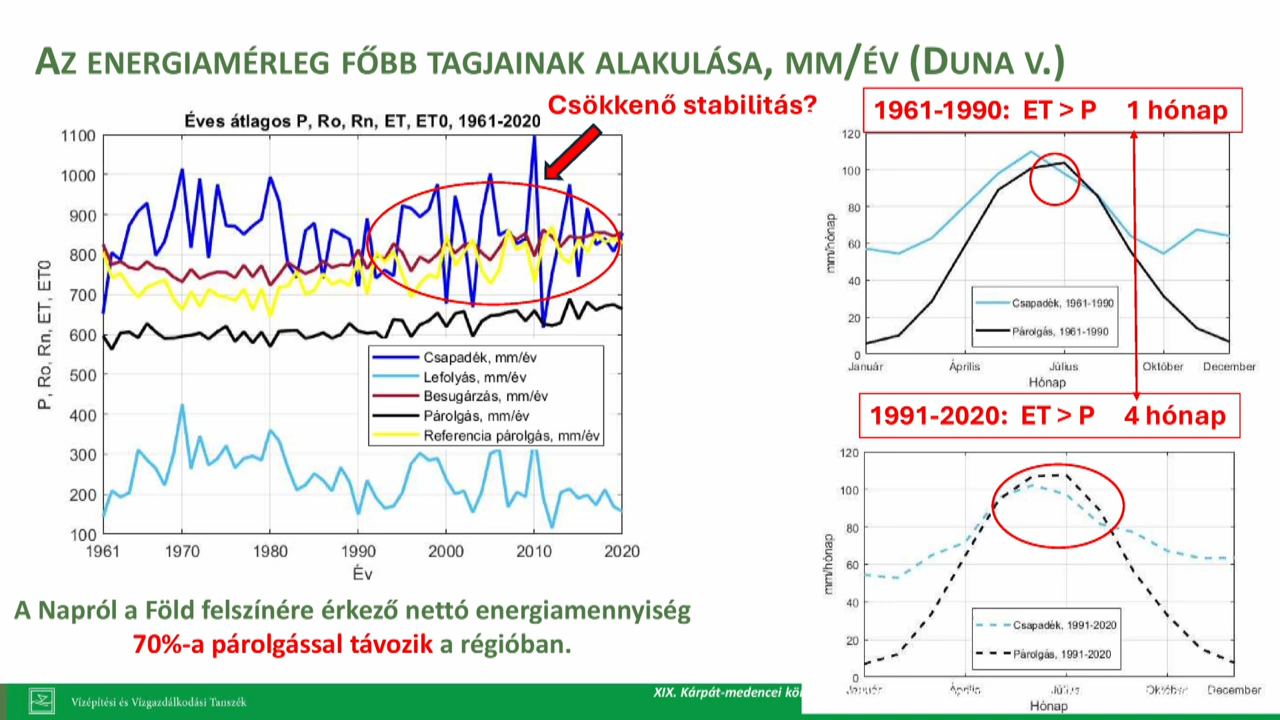 AZ ENERGIAMÉRLEG FŐBB TAGJAINAK ALAKULÁSA, MM/ÉV (DUNA V.)
Csökkenő stabilitás?
Éves átlagos P, Ro, Rn, ET, ET0, 1961-2020
1100
1000
900
800
700
600
500
400
300
200
100
P, Ro, Rn, ET, ET0
Csapadék, mm/év
Lefolyás, mm/év
Besugárzás, mm/év
Párolgás, mm/év
Referencia párolgás, mm/év
1961 1970 1980 1990 2000 2010 2020
Év
A Napról a Föld felszínére érkező nettó energiamennyiség
70%-a párolgással távozik a régióban.
1961-1990: ET > P 1 hónap
120
100
80
60
40
20
0
mm/hónap
Csapadék, 1961-1990
Párolgás, 1961-1990
Január Április Július Október December
Hónap
1991-2020: ET > P 4 hónap
120
100
80
60
40
20
0
mm/hónap
Csapadék, 1991-2020
Párolgás, 1991-2020
Január Április Július Október December
Hónap
Vízépítési és Vízgazdálkodási Tanszék
XIX. Kárpát-medencei